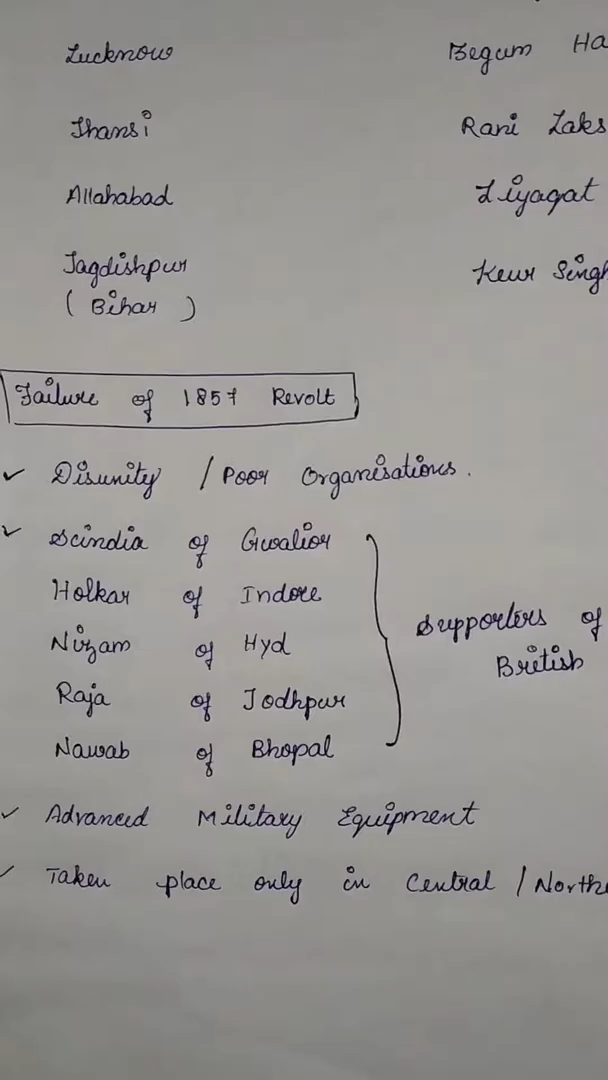 Lucknow Begum Ha
Jhansi Rani Laks
Allahabad Liyaqat
Jagdishpur Keur Singh
( Bihar )
Failure of 1857 Revolt
✓ Disunity / Poor Organisations.
✓ Scindia of Gwalior
Holkar of Indore
Nizam of Hyd
Raja of Jodhpur
Nawab of Bhopal
Supporters of
British
✓ Advanced Military Equipment
✓ Taken place only in Central / Northe